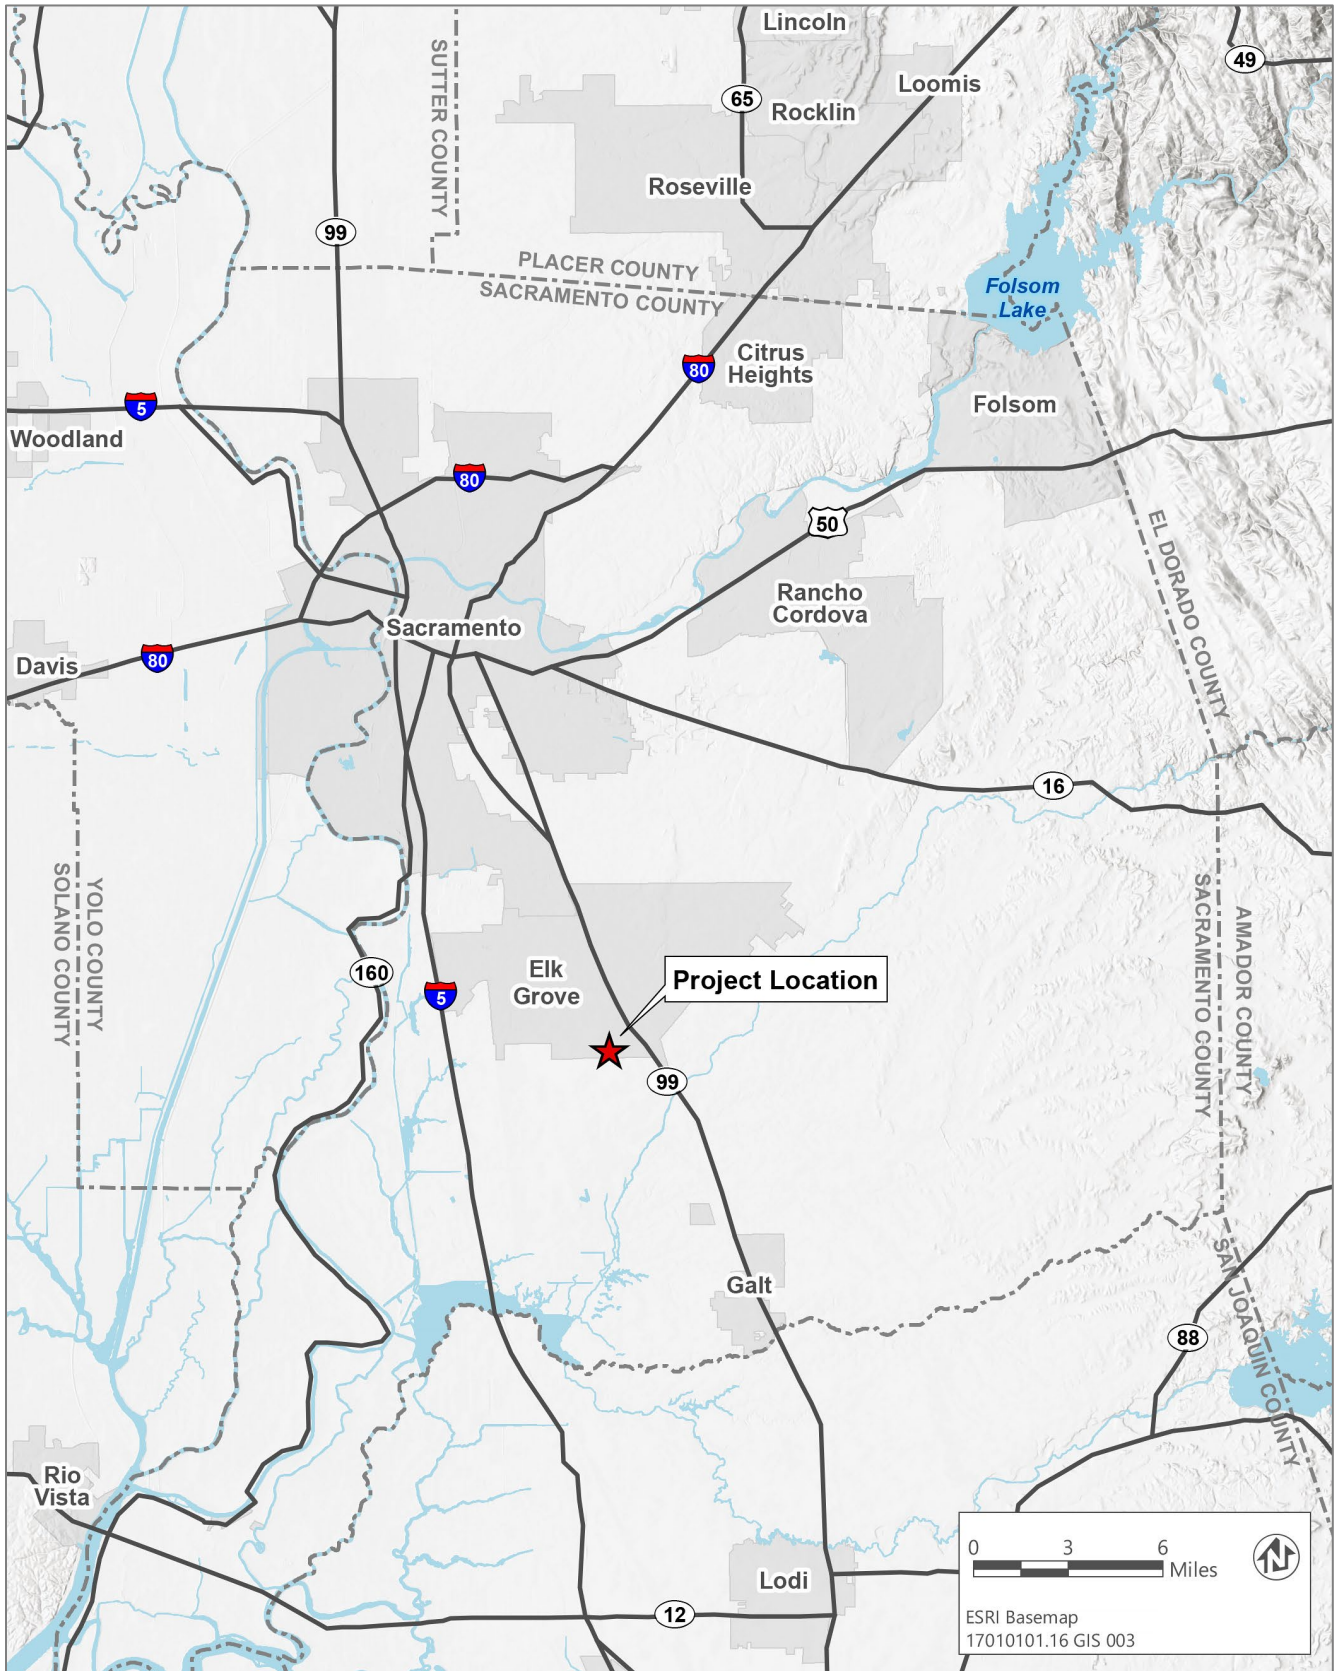 Lincoln
49
SUTTER COUNTY
Loomis
65
Rocklin
Roseville
99
PLACER COUNTY
SACRAMENTO COUNTY
Folsom
Lake
80
Citrus
Heights
5
Folsom
Woodland
80
50
EL DORADO COUNTY
Rancho
Cordova
Sacramento
Davis
80
16
YOLO COUNTY
SOLANO COUNTY
AMADOR COUNTY
SACRAMENTO COUNTY
160
Elk
Grove
5
Project Location
99
SAN JOAQUIN COUNTY
Galt
88
Rio
Vista
Lodi
12
0 3 6
Miles
N
ESRI Basemap
17010101.16 GIS 003